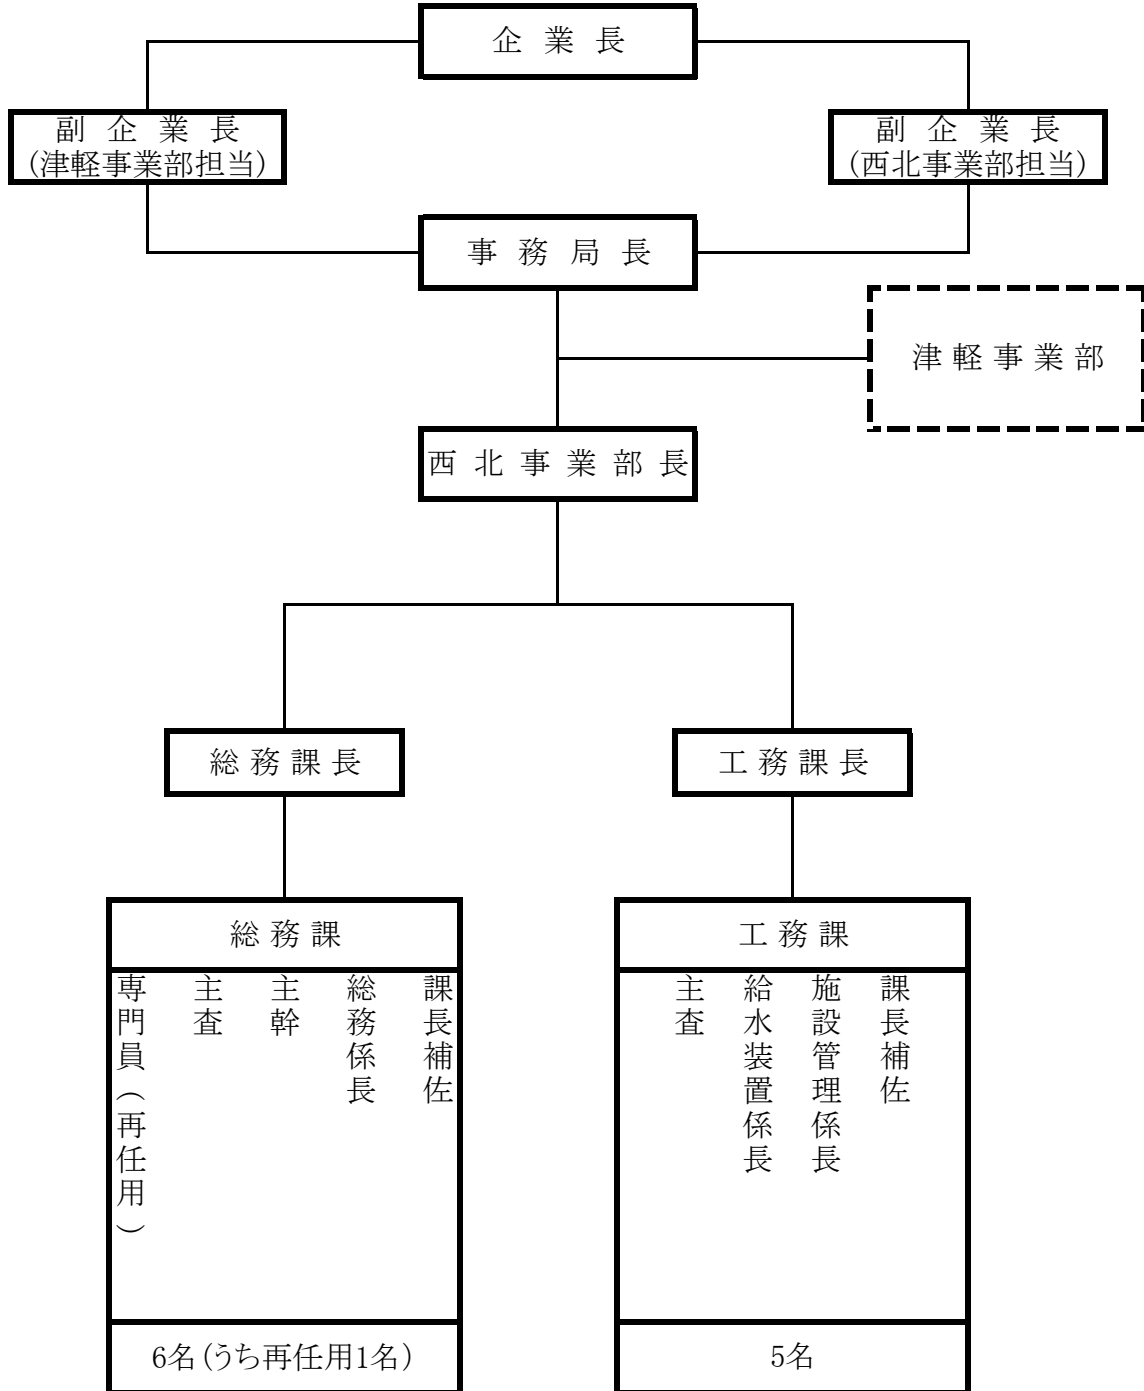 企業長
副企業長
(津軽事業部担当)
副企業長
(西北事業部担当)
事務局長
津軽事業部
西北事業部長
総務課長
工務課長
総務課
課長補佐
総務係長
主幹
主査
専門員(再任用)
6名(うち再任用1名)
工務課
課長補佐
施設管理係長
給水装置係長
主査
5名